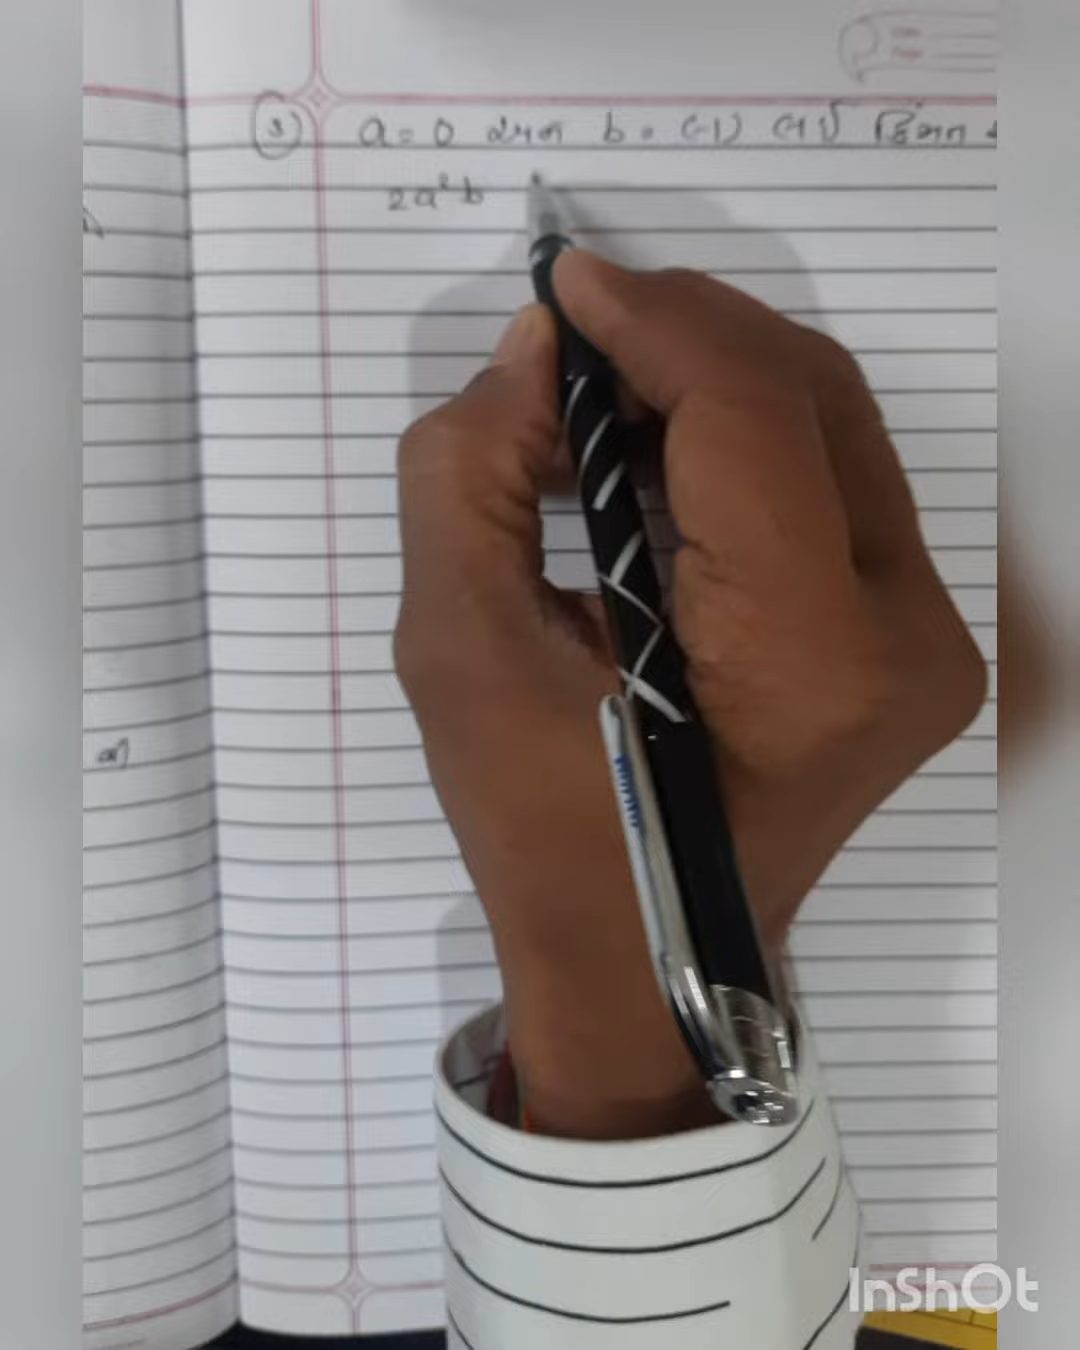 ③ a = 0 અને b = (-1) લઈ કિંમત
2a²b
InShOt